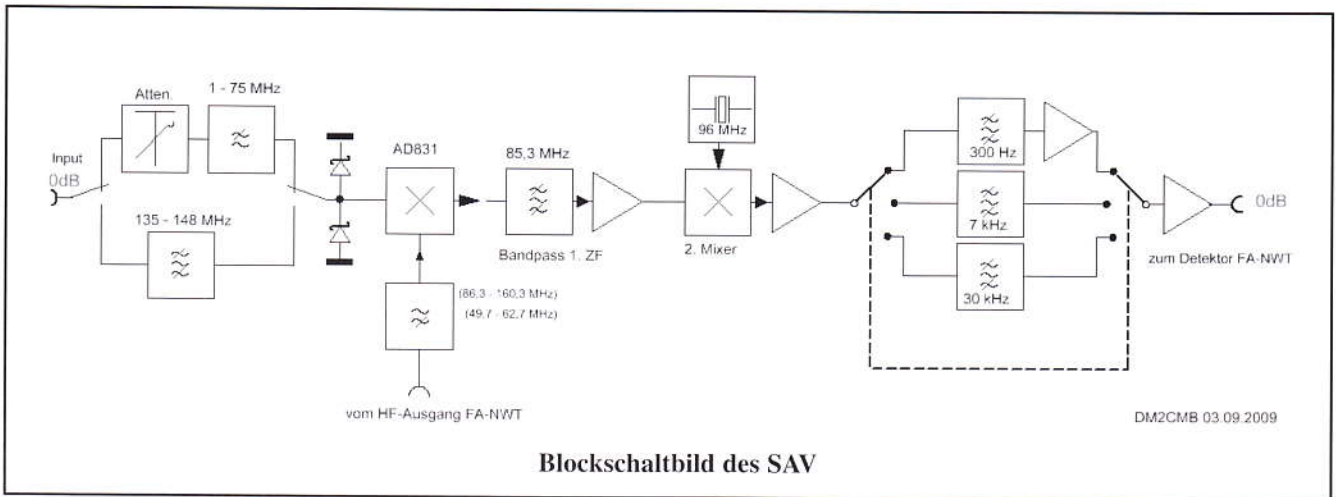 1 - 75 MHz
Atten.
Input
0dB
135 - 148 MHz
AD831
85,3 MHz
Bandpass 1. ZF
(86,3 - 160,3 MHz)
(49,7 - 62,7 MHz)
vom HF-Ausgang FA-NWT
96 MHz
2. Mixer
300 Hz
7 kHz
30 kHz
0dB
zum Detektor FA-NWT
DM2CMB 03.09.2009
Blockschaltbild des SAV